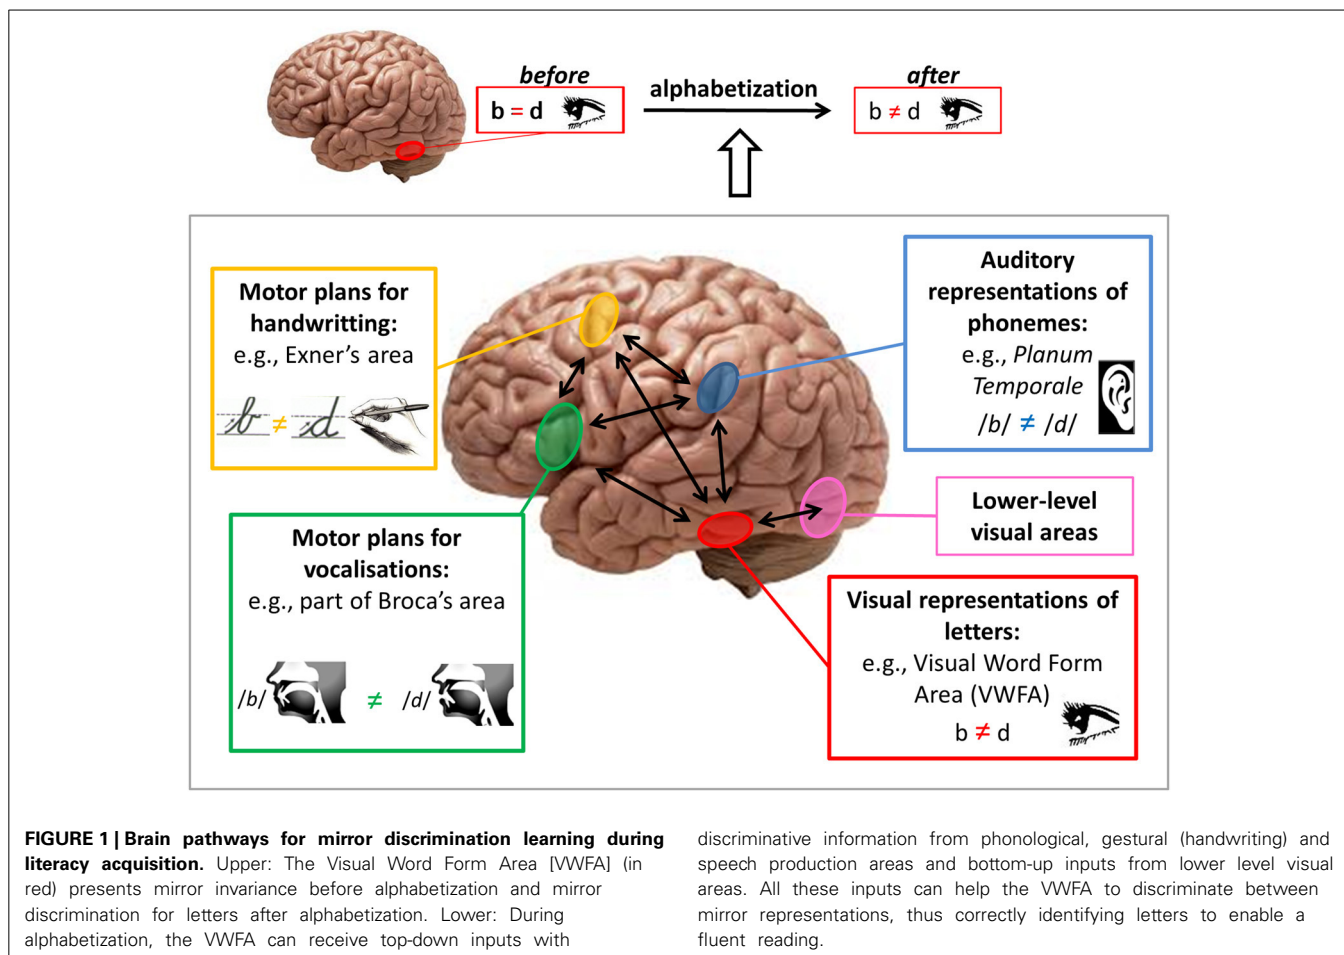 before
b = d
alphabetization
after
b ≠ d
Motor plans for
handwritting:
e.g., Exner's area
b ≠ d
Auditory
representations of
phonemes:
e.g., Planum
Temporale
/b/ ≠ /d/
Lower-level
visual areas
Motor plans for
vocalisations:
e.g., part of Broca's area
/b/ ≠ /d/
Visual representations of
letters:
e.g., Visual Word Form
Area (VWFA)
b ≠ d
FIGURE 1 | Brain pathways for mirror discrimination learning during
literacy acquisition. Upper: The Visual Word Form Area [VWFA] (in
red) presents mirror invariance before alphabetization and mirror
discrimination for letters after alphabetization. Lower: During
alphabetization, the VWFA can receive top-down inputs with
discriminative information from phonological, gestural (handwriting) and
speech production areas and bottom-up inputs from lower level visual
areas. All these inputs can help the VWFA to discriminate between
mirror representations, thus correctly identifying letters to enable a
fluent reading.